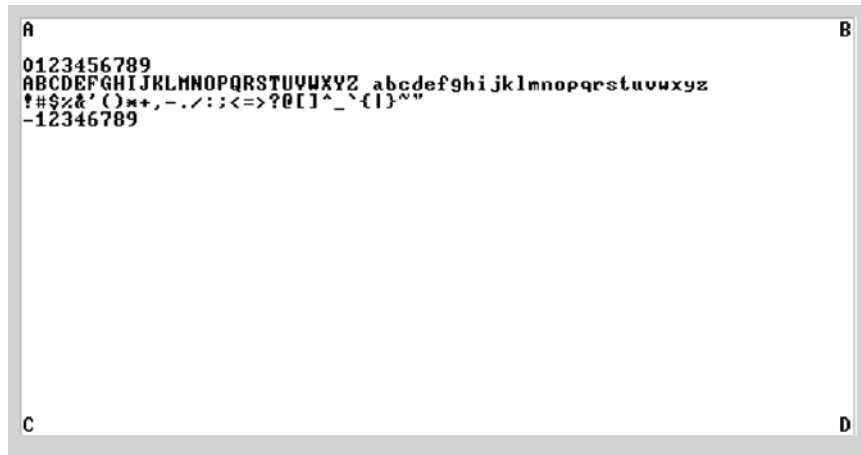 A B
0123456789
ABCDEFGHIJKLMNOPQRSTUVWXYZ abcdefghijklmnopqrstuvwxyz
!#$%&'()*+,-./:;<=>?@[]^_`{|}~"
-12346789
C D